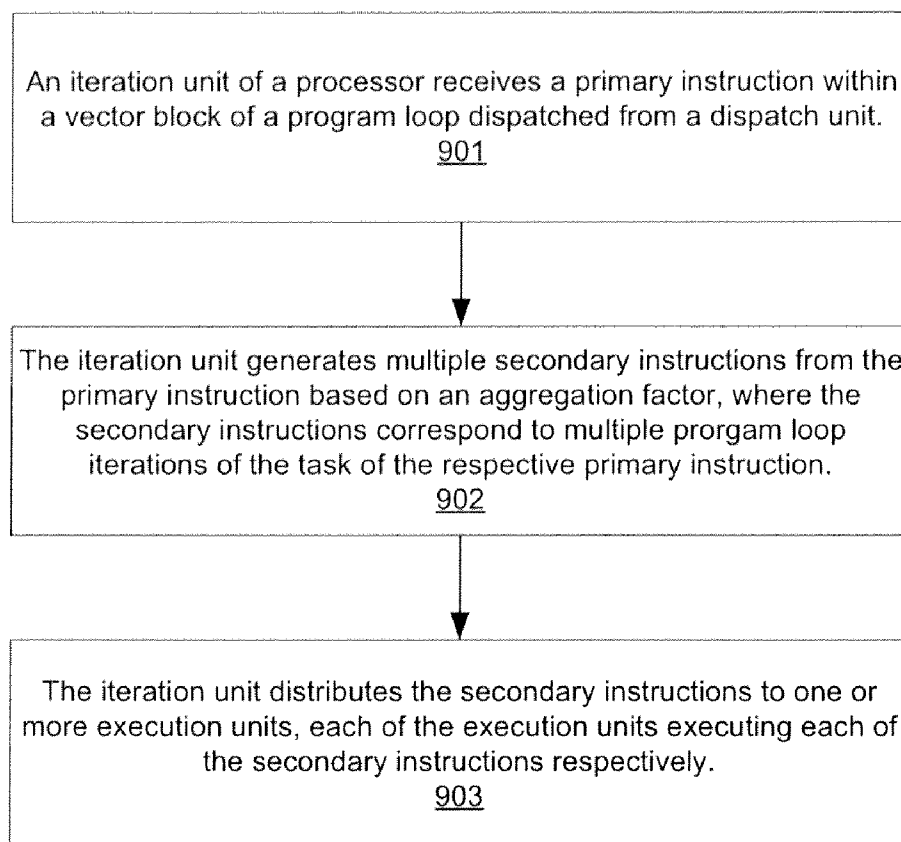 An iteration unit of a processor receives a primary instruction within
a vector block of a program loop dispatched from a dispatch unit.
901
The iteration unit generates multiple secondary instructions from the
primary instruction based on an aggregation factor, where the
secondary instructions correspond to multiple prorgam loop
iterations of the task of the respective primary instruction.
902
The iteration unit distributes the secondary instructions to one or
more execution units, each of the execution units executing each of
the secondary instructions respectively.
903